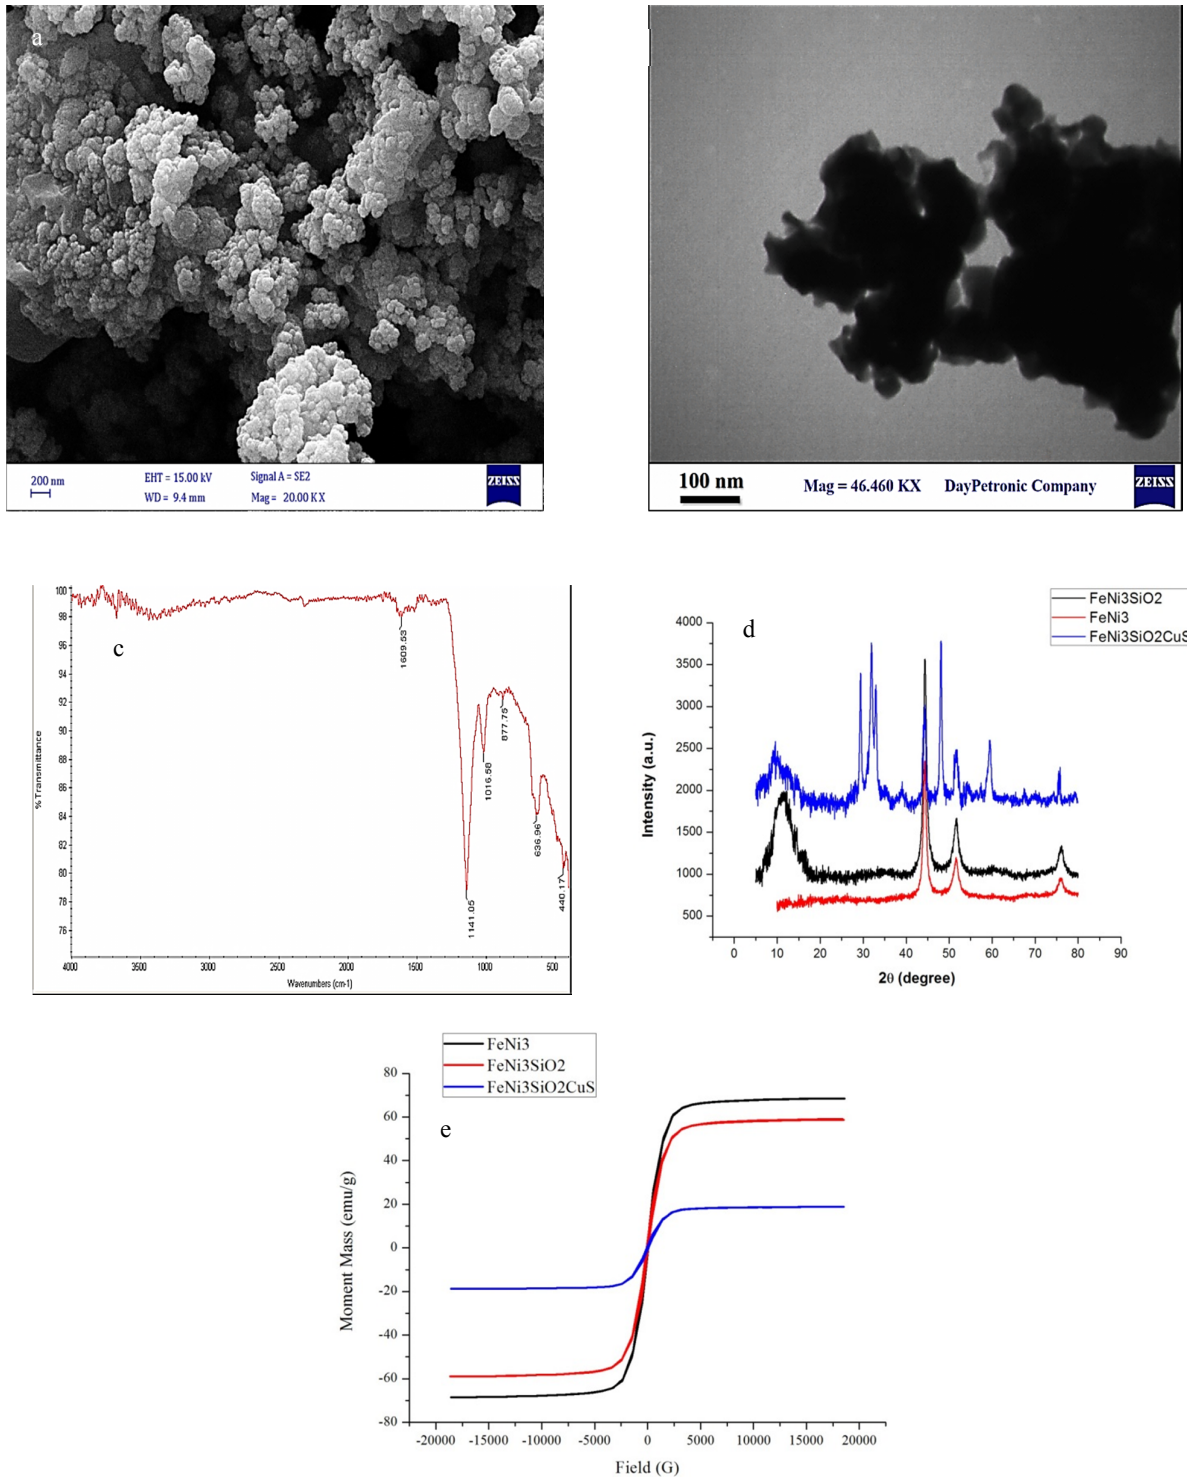 a
200 nm
EHT = 15.00 kV
WD = 9.4 mm
Signal A = SE2
Mag = 20.00 K X
ZEISS
100 nm
Mag = 46.460 KX
DayPetronic Company
ZEISS
c
% Transmittance
100
98
96
94
92
90
88
86
84
82
80
78
76
1609.53
1141.05
1016.58
877.75
636.96
440.17
4000
3500
3000
2500
2000
1500
1000
500
Wavenumbers (cm-1)
d
FeNi3SiO2
FeNi3
FeNi3SiO2CuS
Intensity (a.u.)
4000
3500
3000
2500
2000
1500
1000
500
0 10 20 30 40 50 60 70 80 90
2θ (degree)
FeNi3
FeNi3SiO2
FeNi3SiO2CuS
e
Moment Mass (emu/g)
80
60
40
20
0
-20
-40
-60
-80
-20000 -15000 -10000 -5000 0 5000 10000 15000 20000
Field (G)